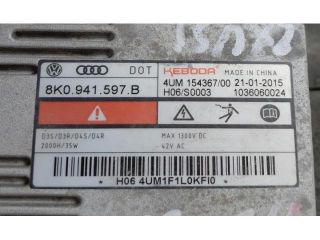 DOT KEBODA MADE IN CHINA
8K0.941.597.B 4UM 154367/00 21-01-2015
H06/S0003 1036060024
D3S/D3R/D4S/D4R MAX 1300V DC
2000H/35W ~42V AC
H06 4UM1F1L0KFI0